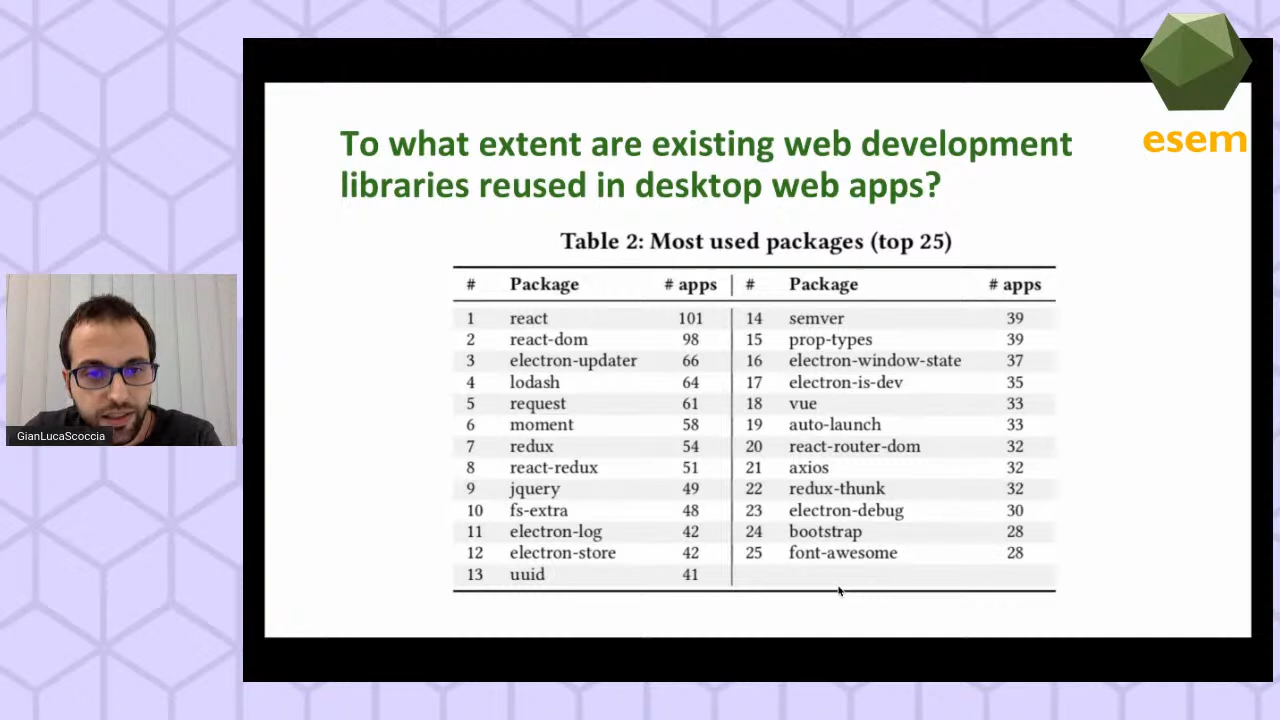 esem
To what extent are existing web development
libraries reused in desktop web apps?
Table 2: Most used packages (top 25)
# Package # apps # Package # apps
1 react 101 14 semver 39
2 react-dom 98 15 prop-types 39
3 electron-updater 66 16 electron-window-state 37
4 lodash 64 17 electron-is-dev 35
5 request 61 18 vue 33
6 moment 58 19 auto-launch 33
7 redux 54 20 react-router-dom 32
8 react-redux 51 21 axios 32
9 jquery 49 22 redux-thunk 32
10 fs-extra 48 23 electron-debug 30
11 electron-log 42 24 bootstrap 28
12 electron-store 42 25 font-awesome 28
13 uuid 41
GianLucaScoccia